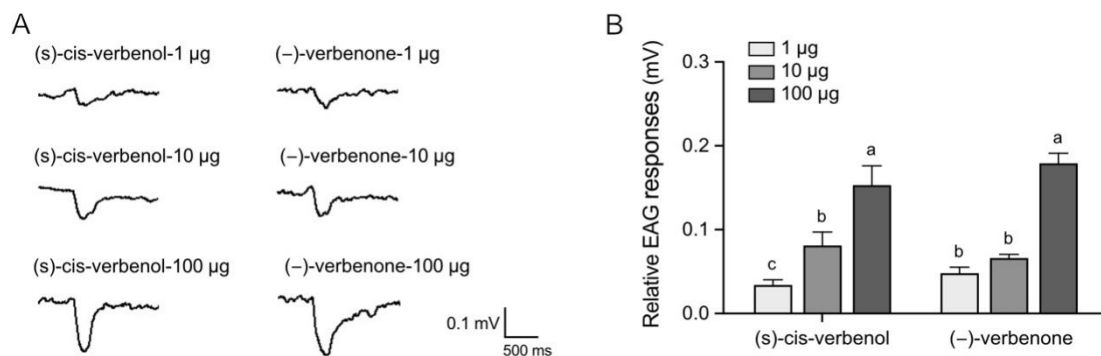 A
(s)-cis-verbenol-1 µg
(−)-verbenone-1 µg
(s)-cis-verbenol-10 µg
(−)-verbenone-10 µg
(s)-cis-verbenol-100 µg
(−)-verbenone-100 µg
0.1 mV
500 ms
B
Relative EAG responses (mV)
0.3
0.2
0.1
0.0
1 µg
10 µg
100 µg
c
b
a
b
b
a
(s)-cis-verbenol
(−)-verbenone